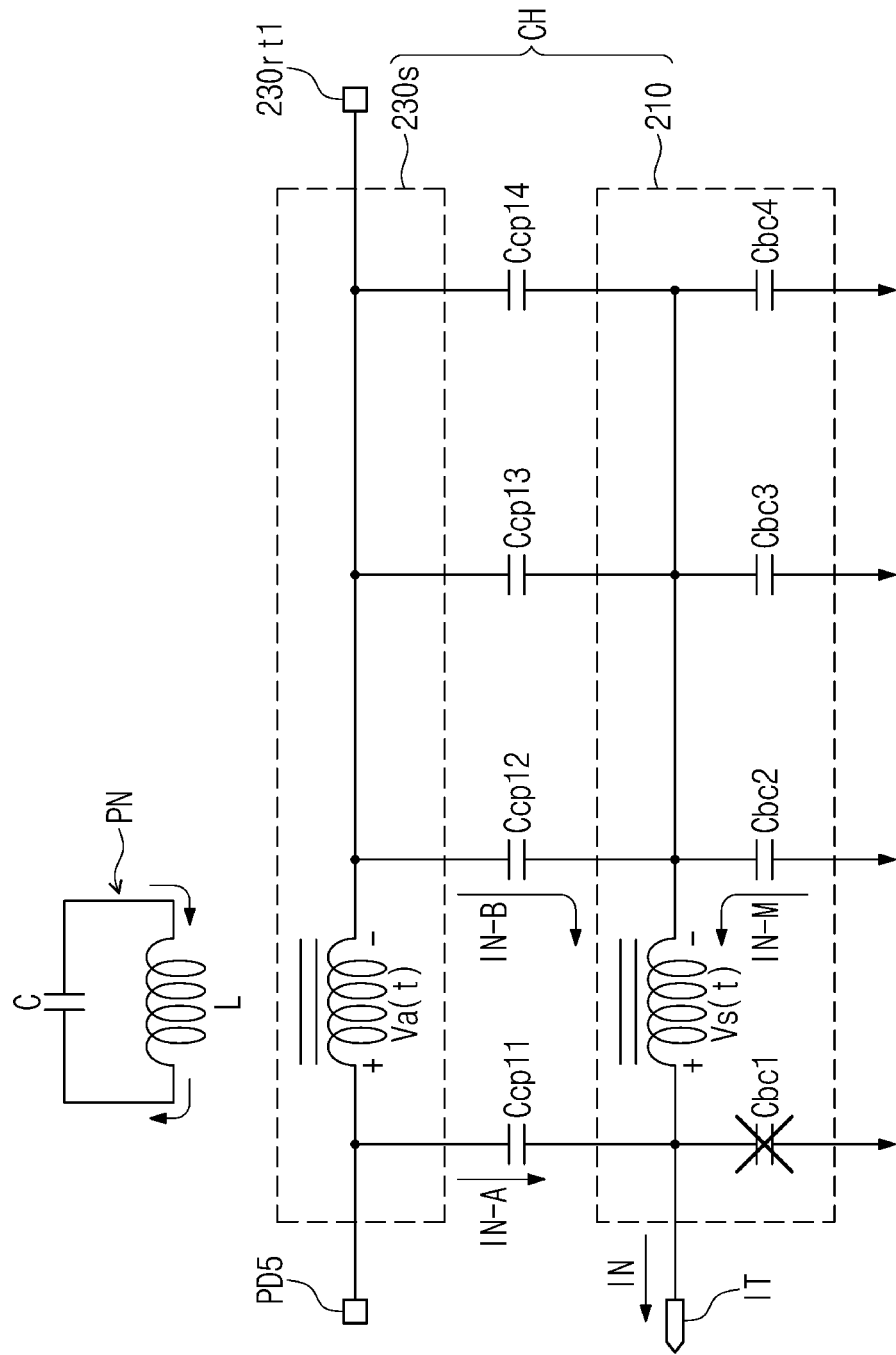 C
PN
L
230rt1
230s
CH
210
PD5
Va(t)
+
-
Ccp11
Ccp12
Ccp13
Ccp14
IN-A
IN-B
IN
IT
Vs(t)
+
-
IN-M
Cbc1
Cbc2
Cbc3
Cbc4